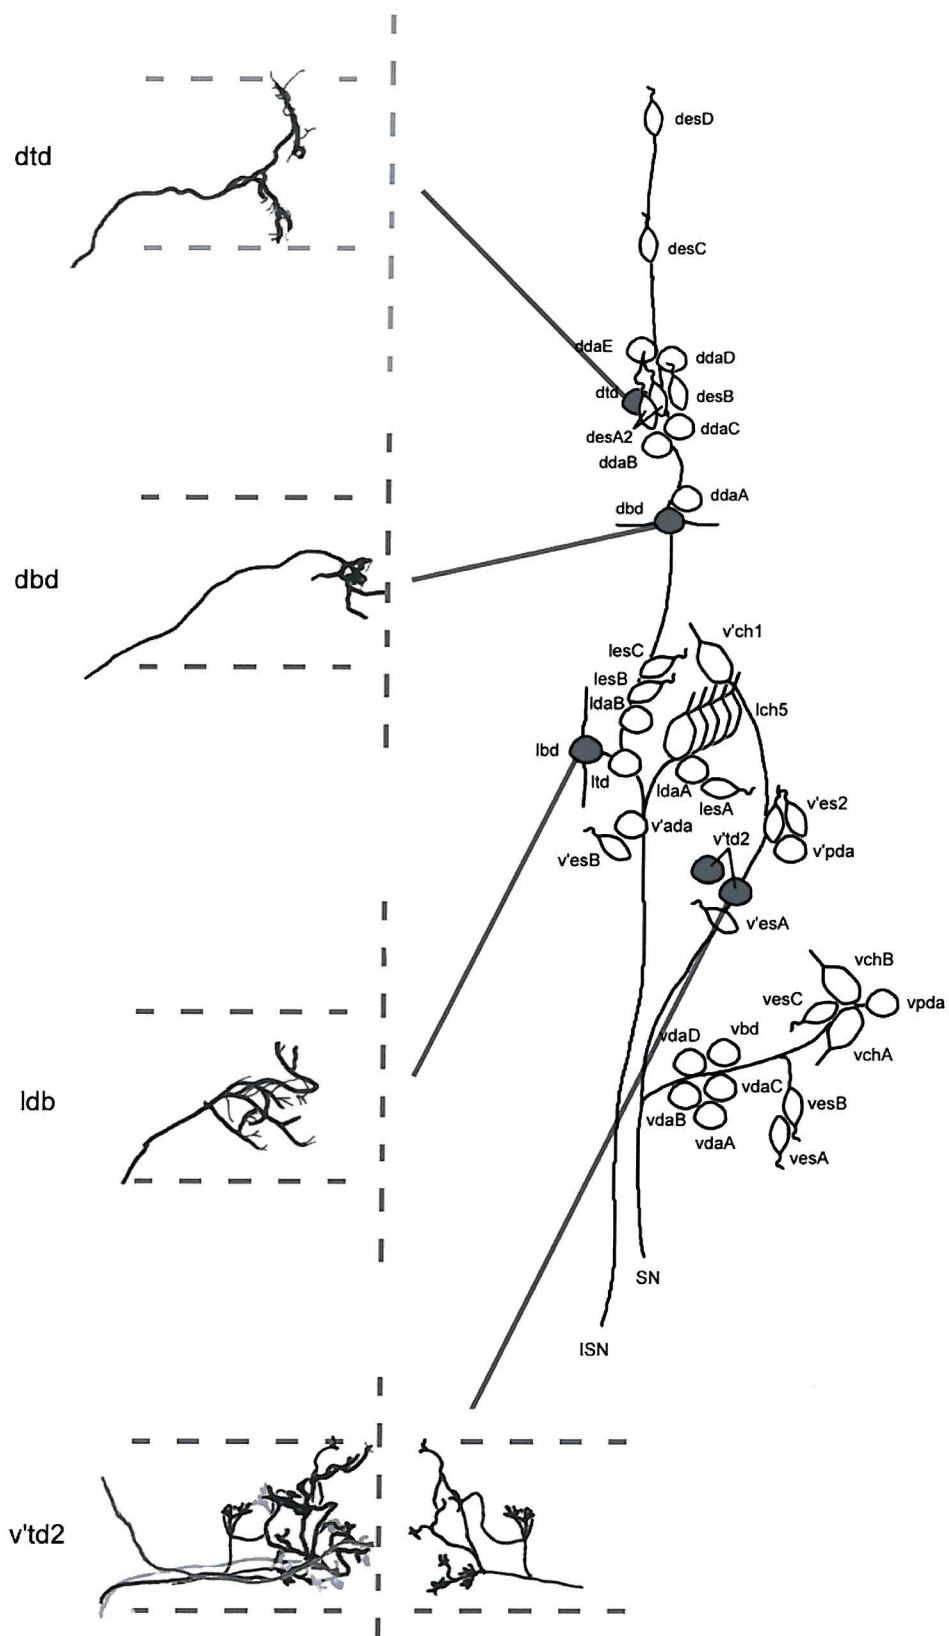 desD
dtd
desC
ddaE
ddaD
dtd
desB
desA2
ddaC
ddaB
ddaA
dbd
dbd
v'ch1
lesC
lesB
ldaB
lch5
lbd
ltd
ldaA
lesA
v'es2
v'ada
v'td2
v'pda
v'esB
v'esA
vchB
vesC
vpda
vdaD
vbd
vchA
vdaC
ldb
vesB
vdaB
vdaA
vesA
SN
ISN
v'td2